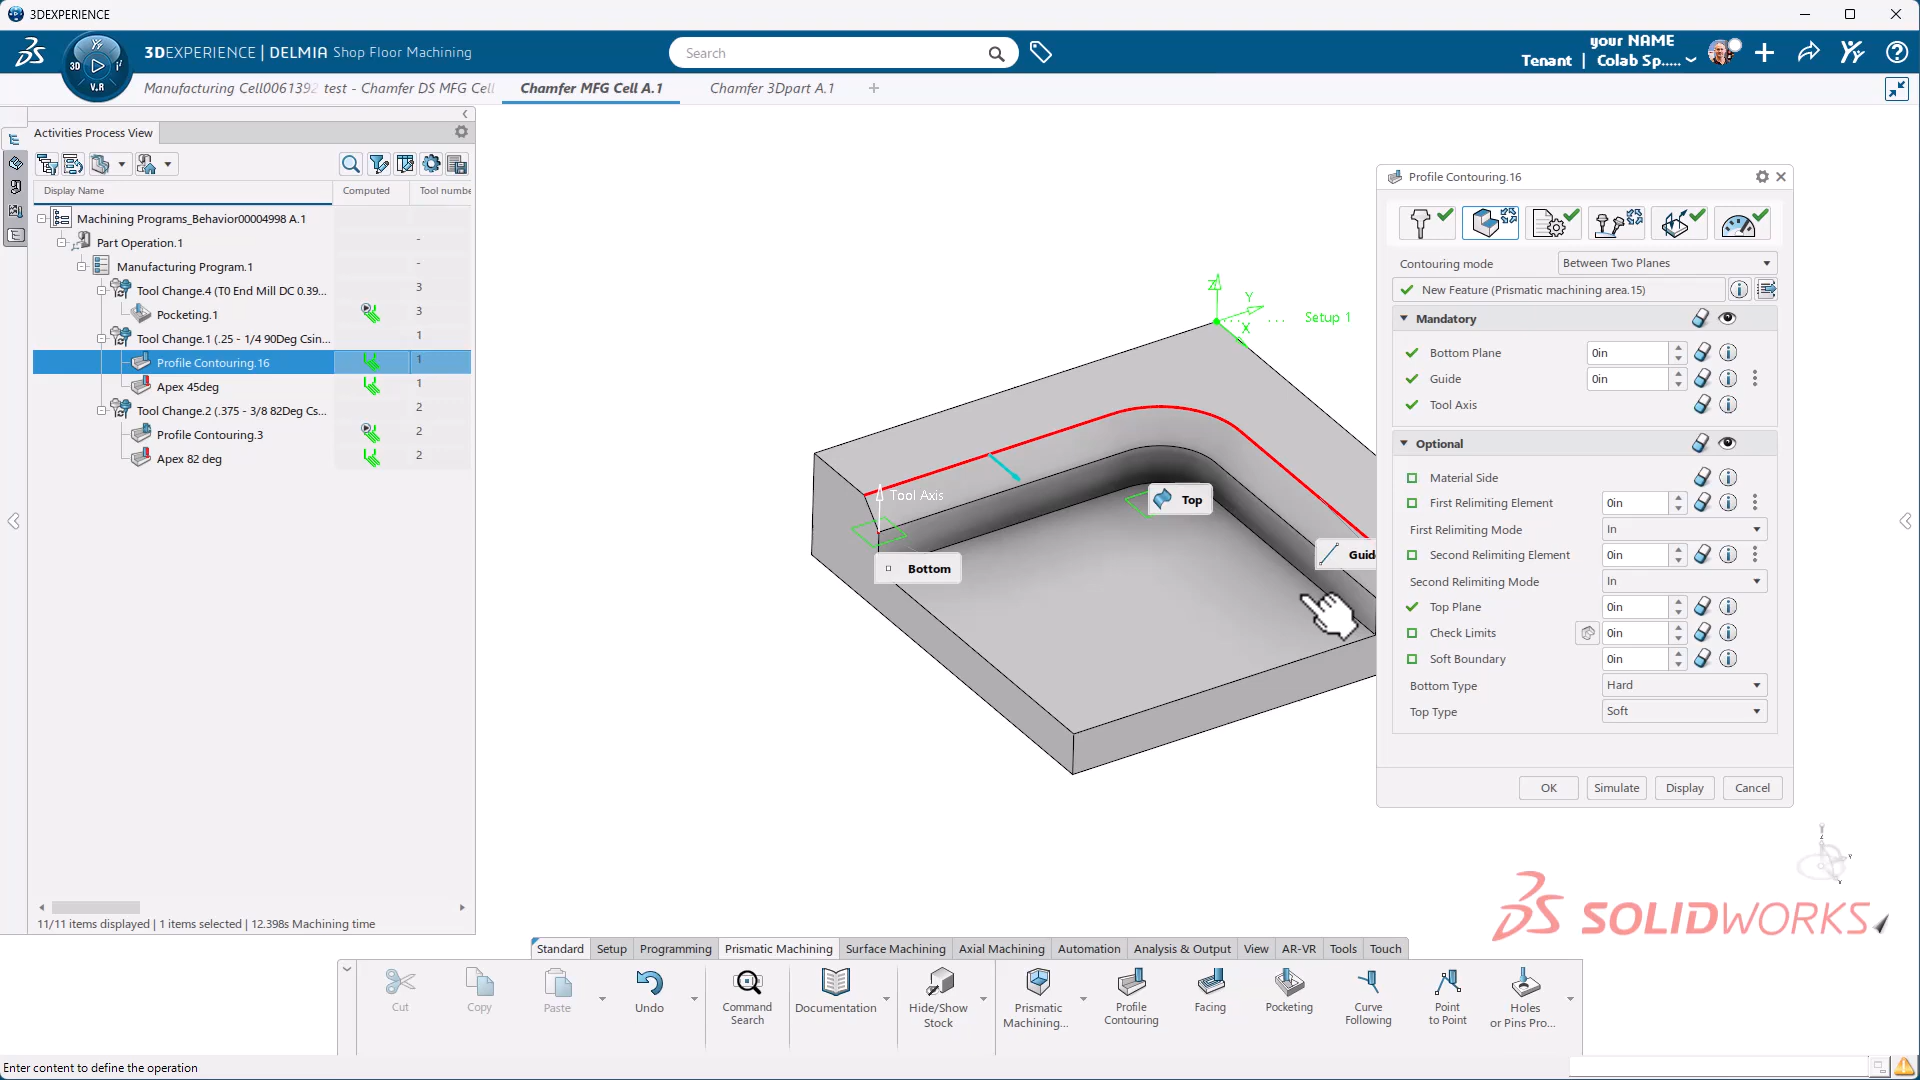 3DEXPERIENCE
3DEXPERIENCE | DELMIA Shop Floor Machining
Search
your NAME
Tenant | Colab Sp.....
3D
V.R
Manufacturing Cell0061392
test - Chamfer DS MFG Cell
Chamfer MFG Cell A.1
Chamfer 3Dpart A.1
Activities Process View
Display Name
Computed
Tool numbe
Machining Programs_Behavior00004998 A.1
Part Operation.1
-
Manufacturing Program.1
-
Tool Change.4 (T0 End Mill DC 0.39...
3
Pocketing.1
3
Tool Change.1 (.25 - 1/4 90Deg Csin...
1
Profile Contouring.16
1
Apex 45deg
1
Tool Change.2 (.375 - 3/8 82Deg Cs...
2
Profile Contouring.3
2
Apex 82 deg
2
11/11 items displayed | 1 items selected | 12.398s Machining time
Z
Y
X
Setup 1
Tool Axis
Top
Bottom
Guid
Profile Contouring.16
Contouring mode
Between Two Planes
New Feature (Prismatic machining area.15)
Mandatory
Bottom Plane
0in
Guide
0in
Tool Axis
Optional
Material Side
First Relimiting Element
0in
First Relimiting Mode
In
Second Relimiting Element
0in
Second Relimiting Mode
In
Top Plane
0in
Check Limits
0in
Soft Boundary
0in
Bottom Type
Hard
Top Type
Soft
OK
Simulate
Display
Cancel
SOLIDWORKS
Standard
Setup
Programming
Prismatic Machining
Surface Machining
Axial Machining
Automation
Analysis & Output
View
AR-VR
Tools
Touch
Cut
Copy
Paste
Undo
Command
Search
Documentation
Hide/Show
Stock
Prismatic
Machining...
Profile
Contouring
Facing
Pocketing
Curve
Following
Point
to Point
Holes
or Pins Pro...
Enter content to define the operation